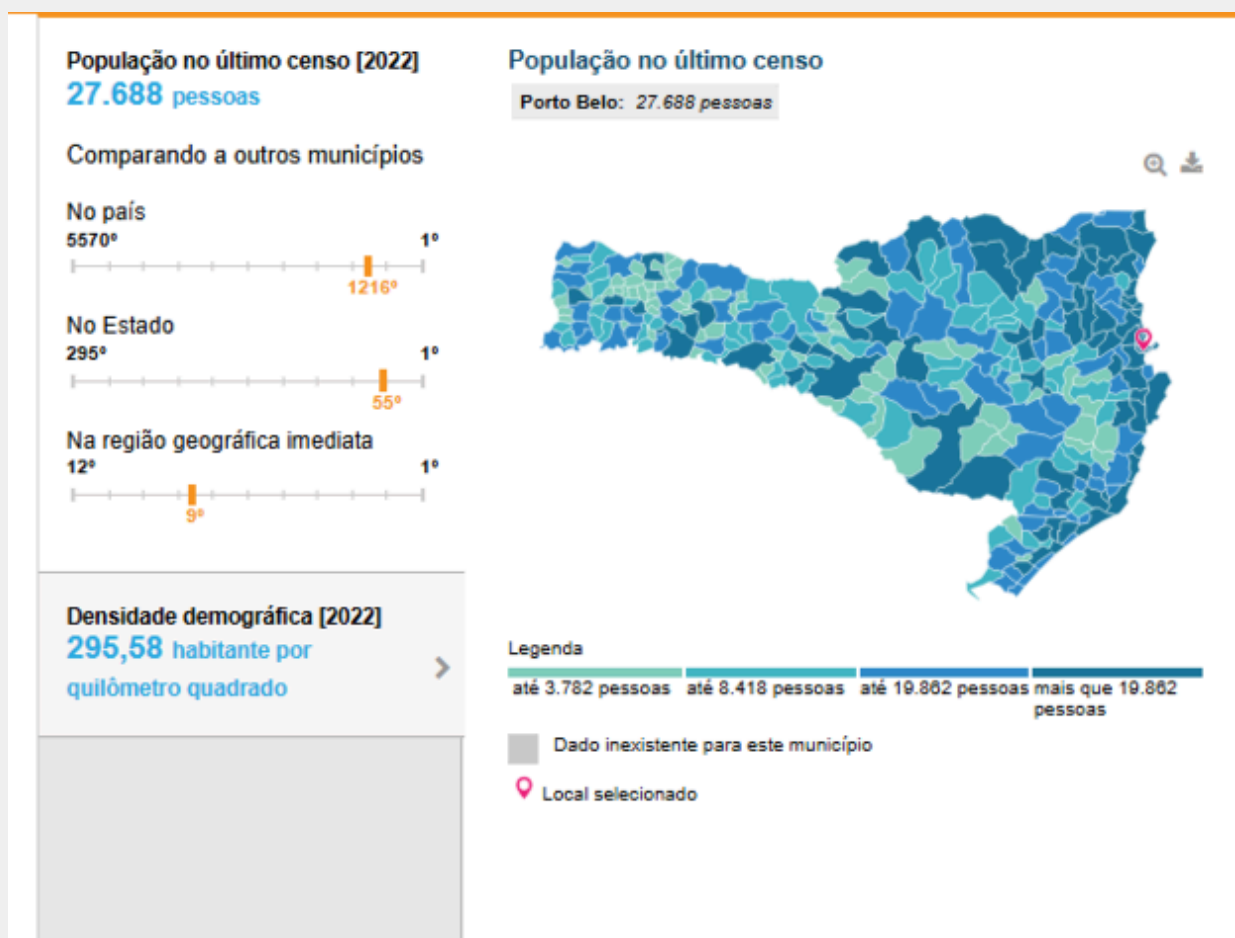 População no último censo [2022]
27.688 pessoas
Comparando a outros municípios
No país
5570º 1º
1216º
No Estado
295º 1º
55º
Na região geográfica imediata
12º 1º
9º
Densidade demográfica [2022]
295,58 habitante por
quilômetro quadrado
População no último censo
Porto Belo: 27.688 pessoas
Legenda
até 3.782 pessoas até 8.418 pessoas até 19.862 pessoas mais que 19.862
pessoas
Dado inexistente para este município
Local selecionado